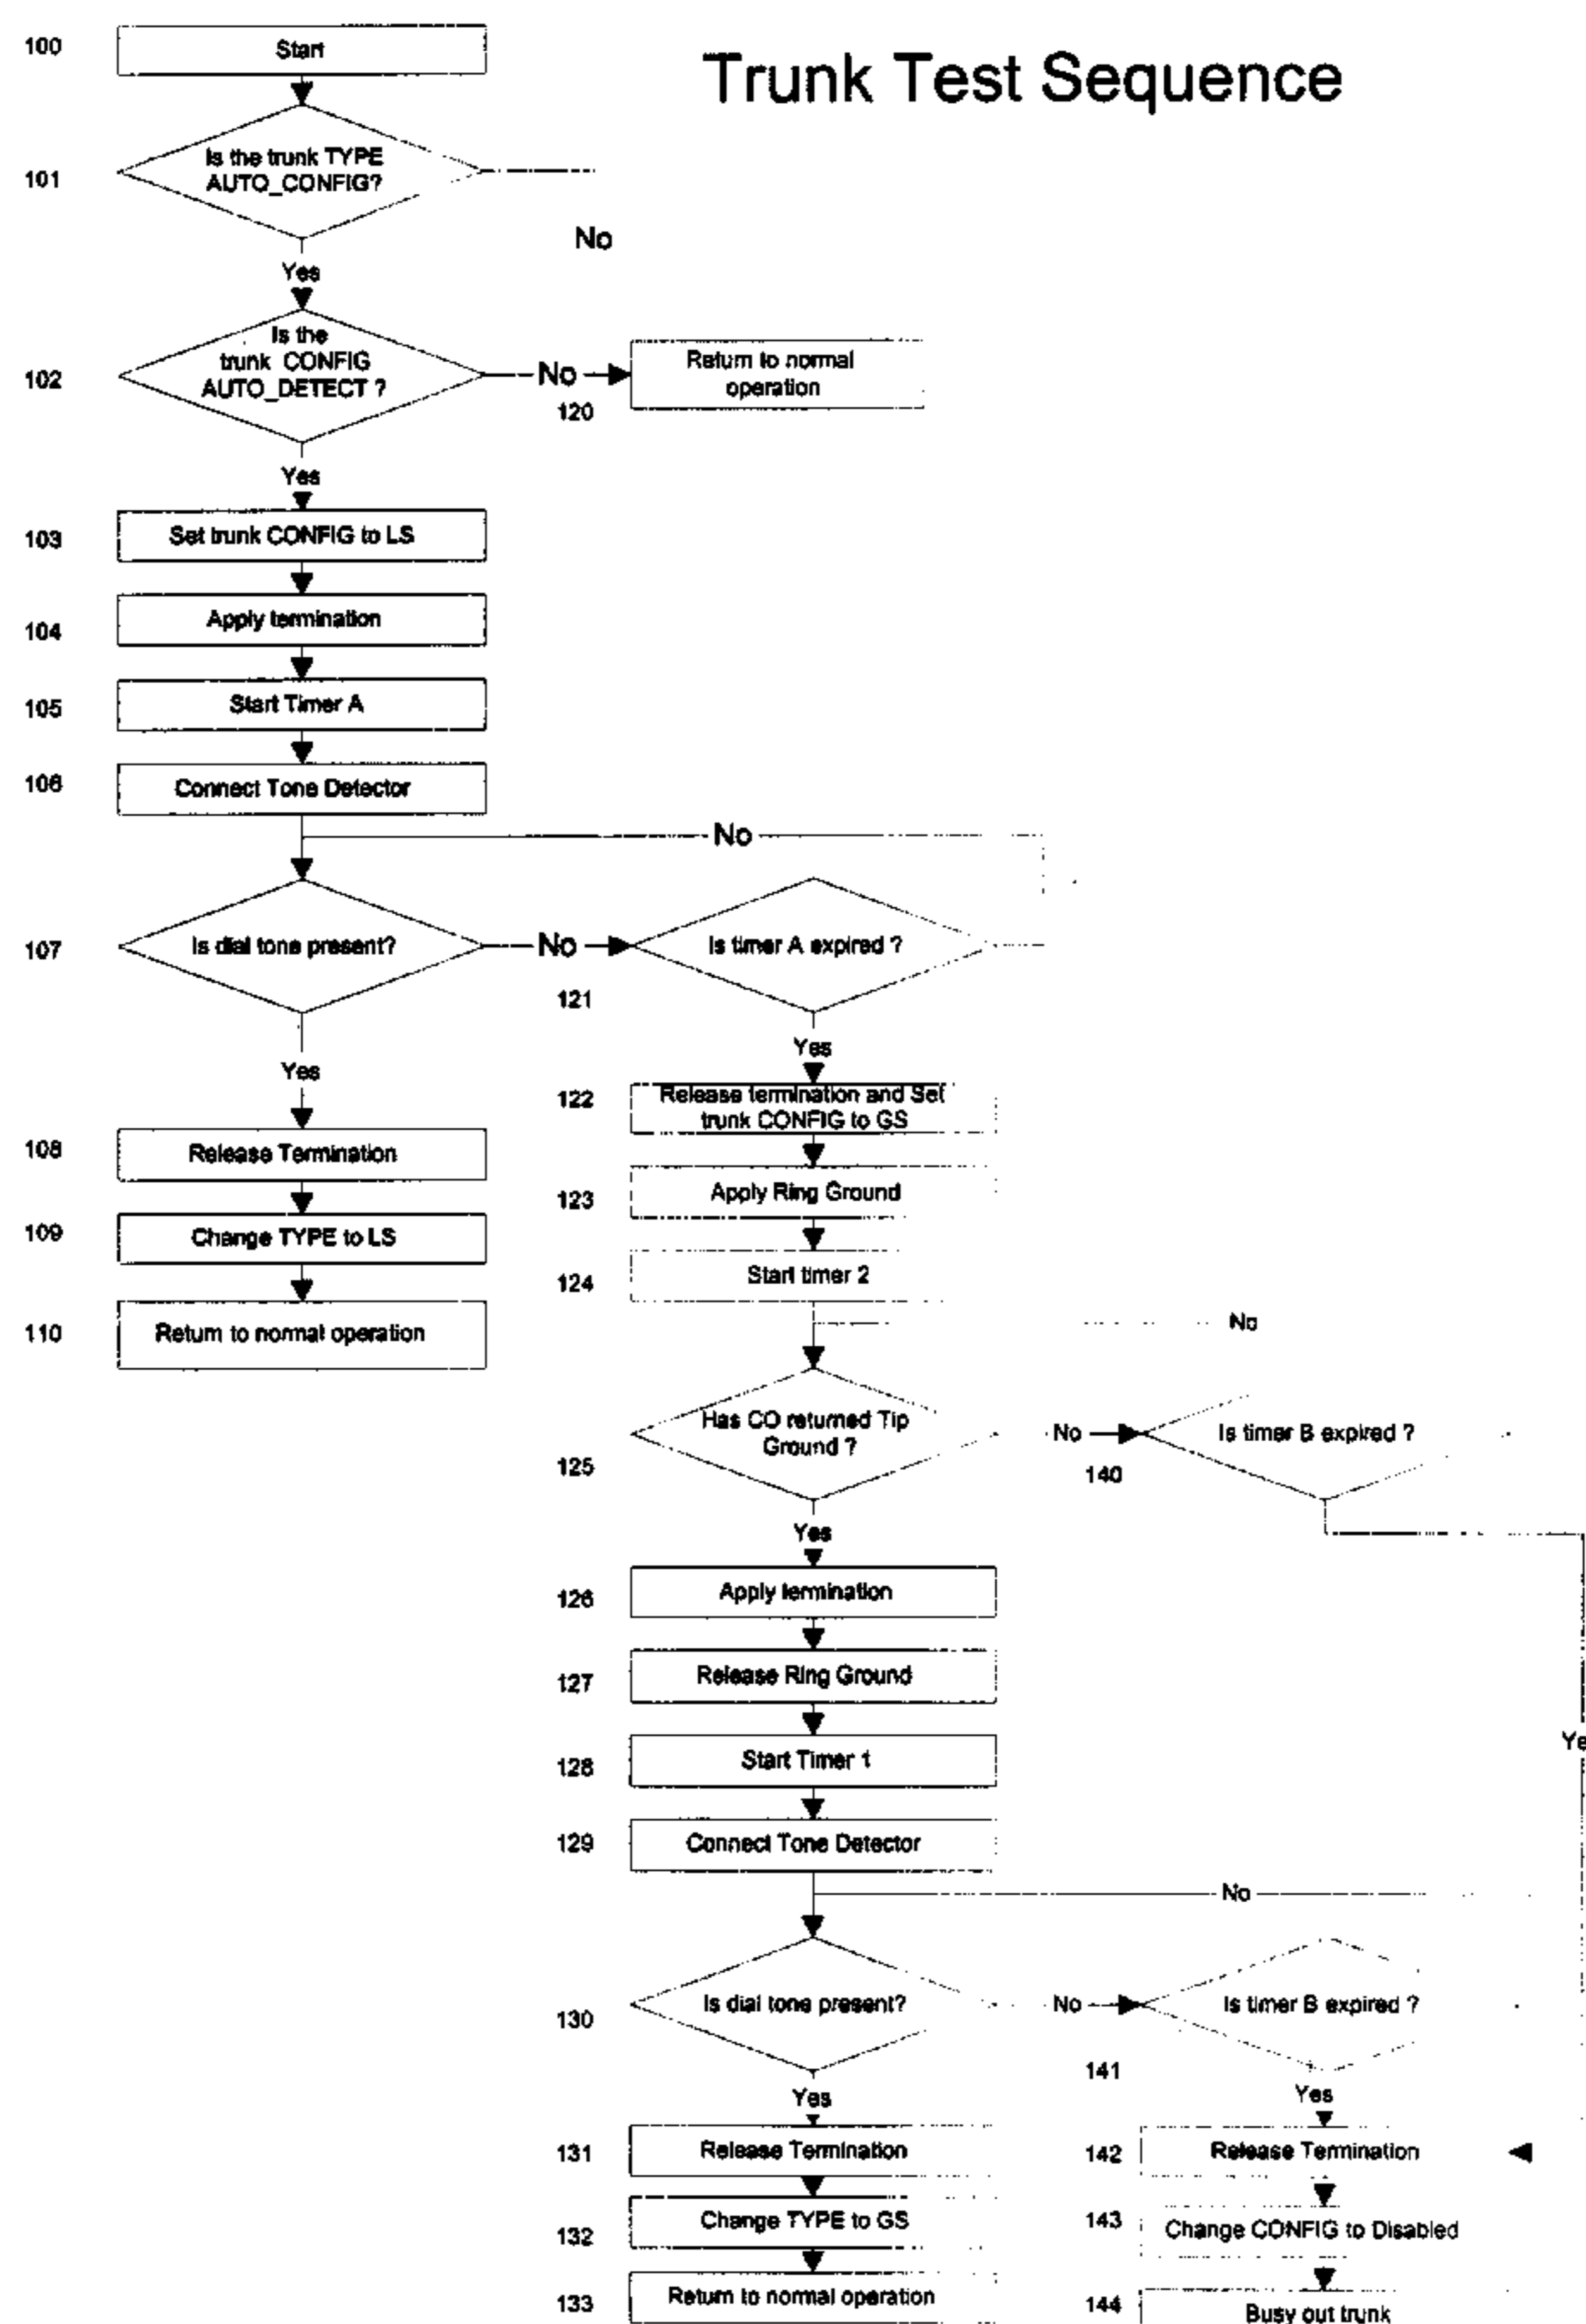 Trunk Test Sequence
100
Start
101
Is the trunk TYPE
AUTO_CONFIG?
No
Yes
102
Is the
trunk CONFIG
AUTO_DETECT ?
No
120
Return to normal
operation
Yes
103
Set trunk CONFIG to LS
104
Apply termination
105
Start Timer A
106
Connect Tone Detector
No
107
Is dial tone present?
No
121
Is timer A expired ?
Yes
Yes
108
Release Termination
109
Change TYPE to LS
110
Return to normal operation
122
Release termination and Set
trunk CONFIG to GS
123
Apply Ring Ground
124
Start timer 2
No
125
Has CO returned Tip
Ground ?
No
140
Is timer B expired ?
Yes
Ye
126
Apply termination
127
Release Ring Ground
128
Start Timer 1
129
Connect Tone Detector
No
130
Is dial tone present?
No
141
Is timer B expired ?
Yes
Yes
131
Release Termination
142
Release Termination
132
Change TYPE to GS
143
Change CONFIG to Disabled
133
Return to normal operation
144
Busy out trunk